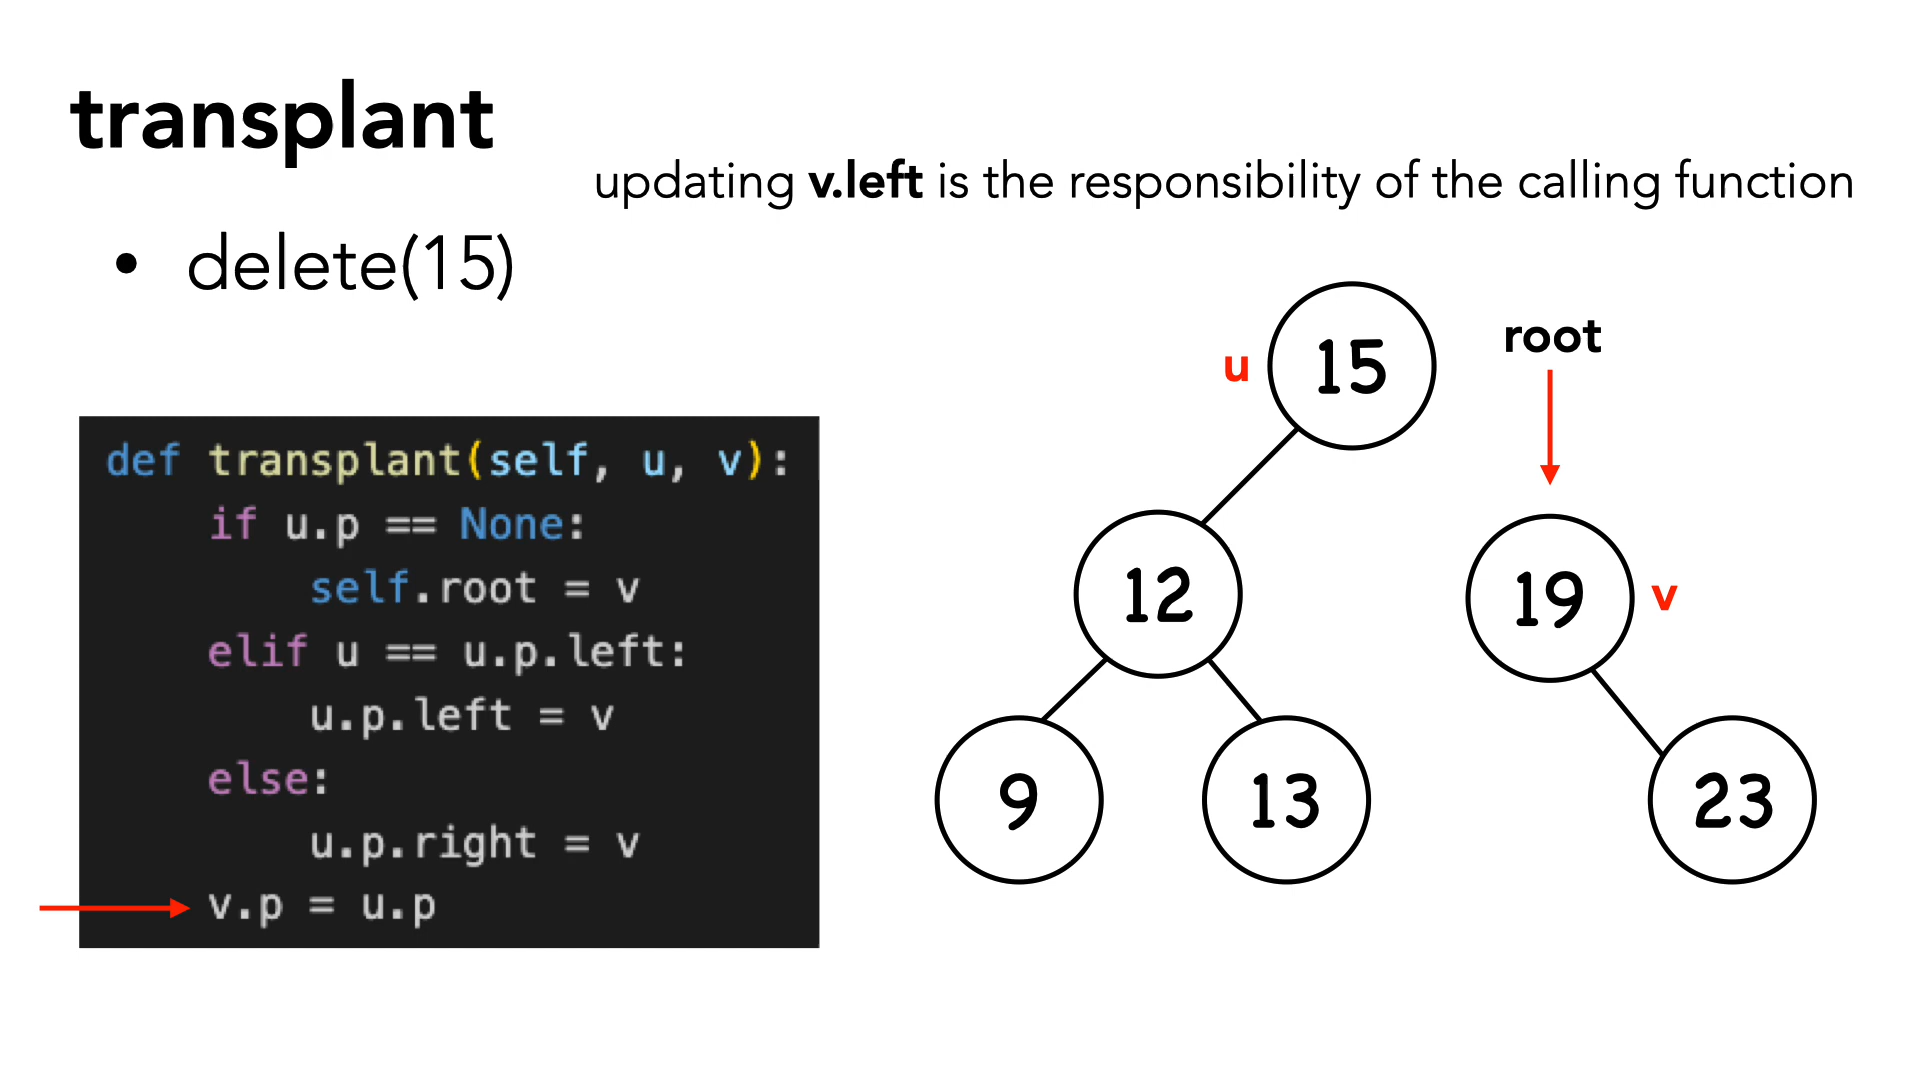 transplant
updating v.left is the responsibility of the calling function
• delete(15)
def transplant(self, u, v):
    if u.p == None:
        self.root = v
    elif u == u.p.left:
        u.p.left = v
    else:
        u.p.right = v
    v.p = u.p
root
u 15
12
19 v
9
13
23